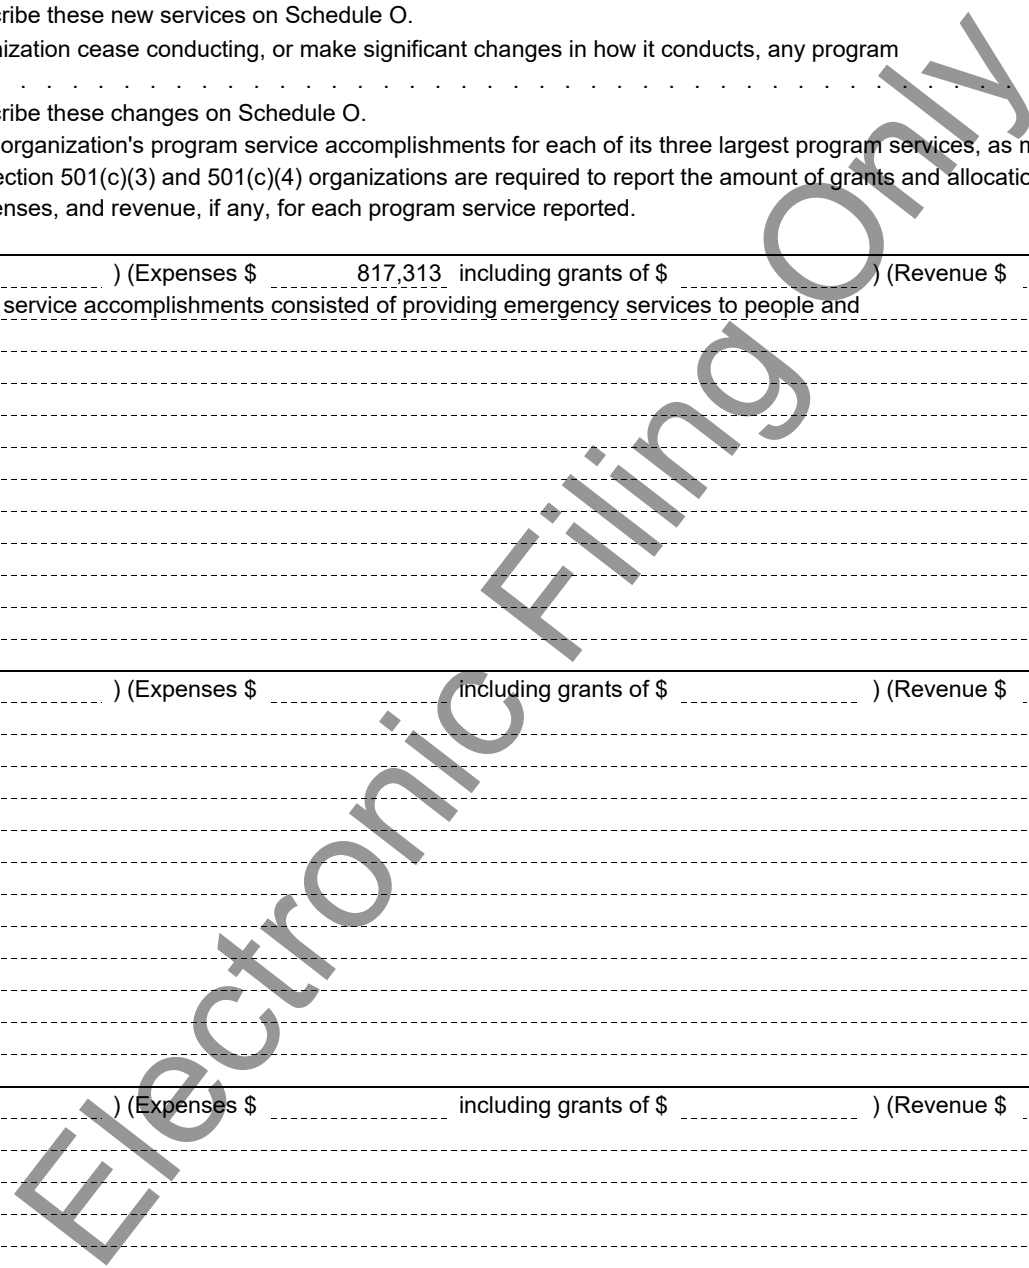 cribe these new services on Schedule O.
nization cease conducting, or make significant changes in how it conducts, any program
. . . . . . . . . . . . . . . . . . . . . . . . . . . . . . . . . . . . . . .
cribe these changes on Schedule O.
organization's program service accomplishments for each of its three largest program services, as m
ection 501(c)(3) and 501(c)(4) organizations are required to report the amount of grants and allocatio
enses, and revenue, if any, for each program service reported.
) (Expenses $ 817,313 including grants of $ ) (Revenue $
service accomplishments consisted of providing emergency services to people and
) (Expenses $ including grants of $ ) (Revenue $
) (Expenses $ including grants of $ ) (Revenue $
Electronic Filing Only